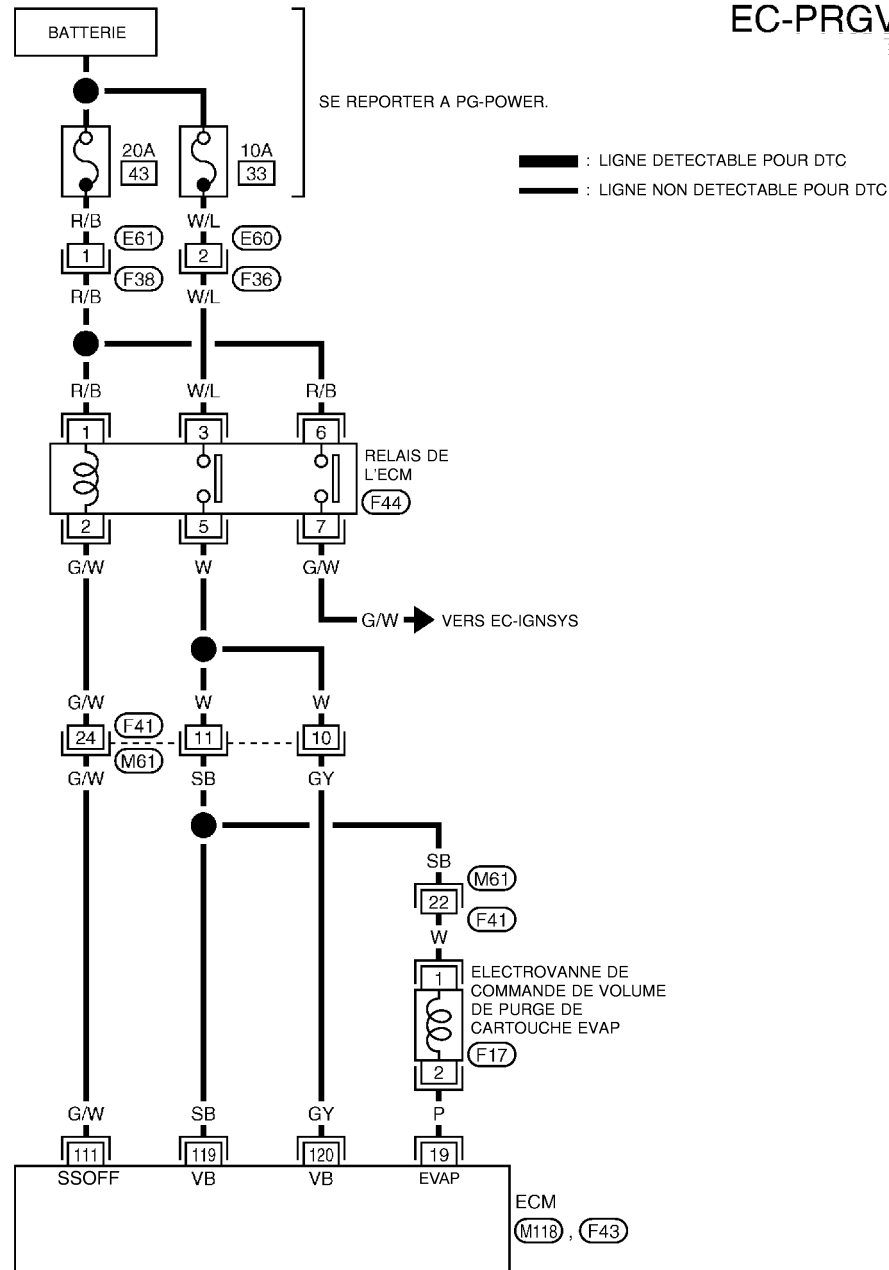 EC-PRGV
BATTERIE
SE REPORTER A PG-POWER.
20A
43
10A
33
: LIGNE DETECTABLE POUR DTC
: LIGNE NON DETECTABLE POUR DTC
R/B
W/L
1
E61
2
E60
F38
F36
R/B
W/L
R/B
W/L
R/B
1
3
6
RELAIS DE
L'ECM
F44
2
5
7
G/W
W
G/W
G/W
VERS EC-IGNSYS
G/W
W
W
24
F41
11
10
M61
G/W
SB
GY
SB
22
M61
F41
W
1
ELECTROVANNE DE
COMMANDE DE VOLUME
DE PURGE DE
CARTOUCHE EVAP
F17
2
G/W
SB
GY
P
111
119
120
19
SSOFF
VB
VB
EVAP
ECM
M118 , F43